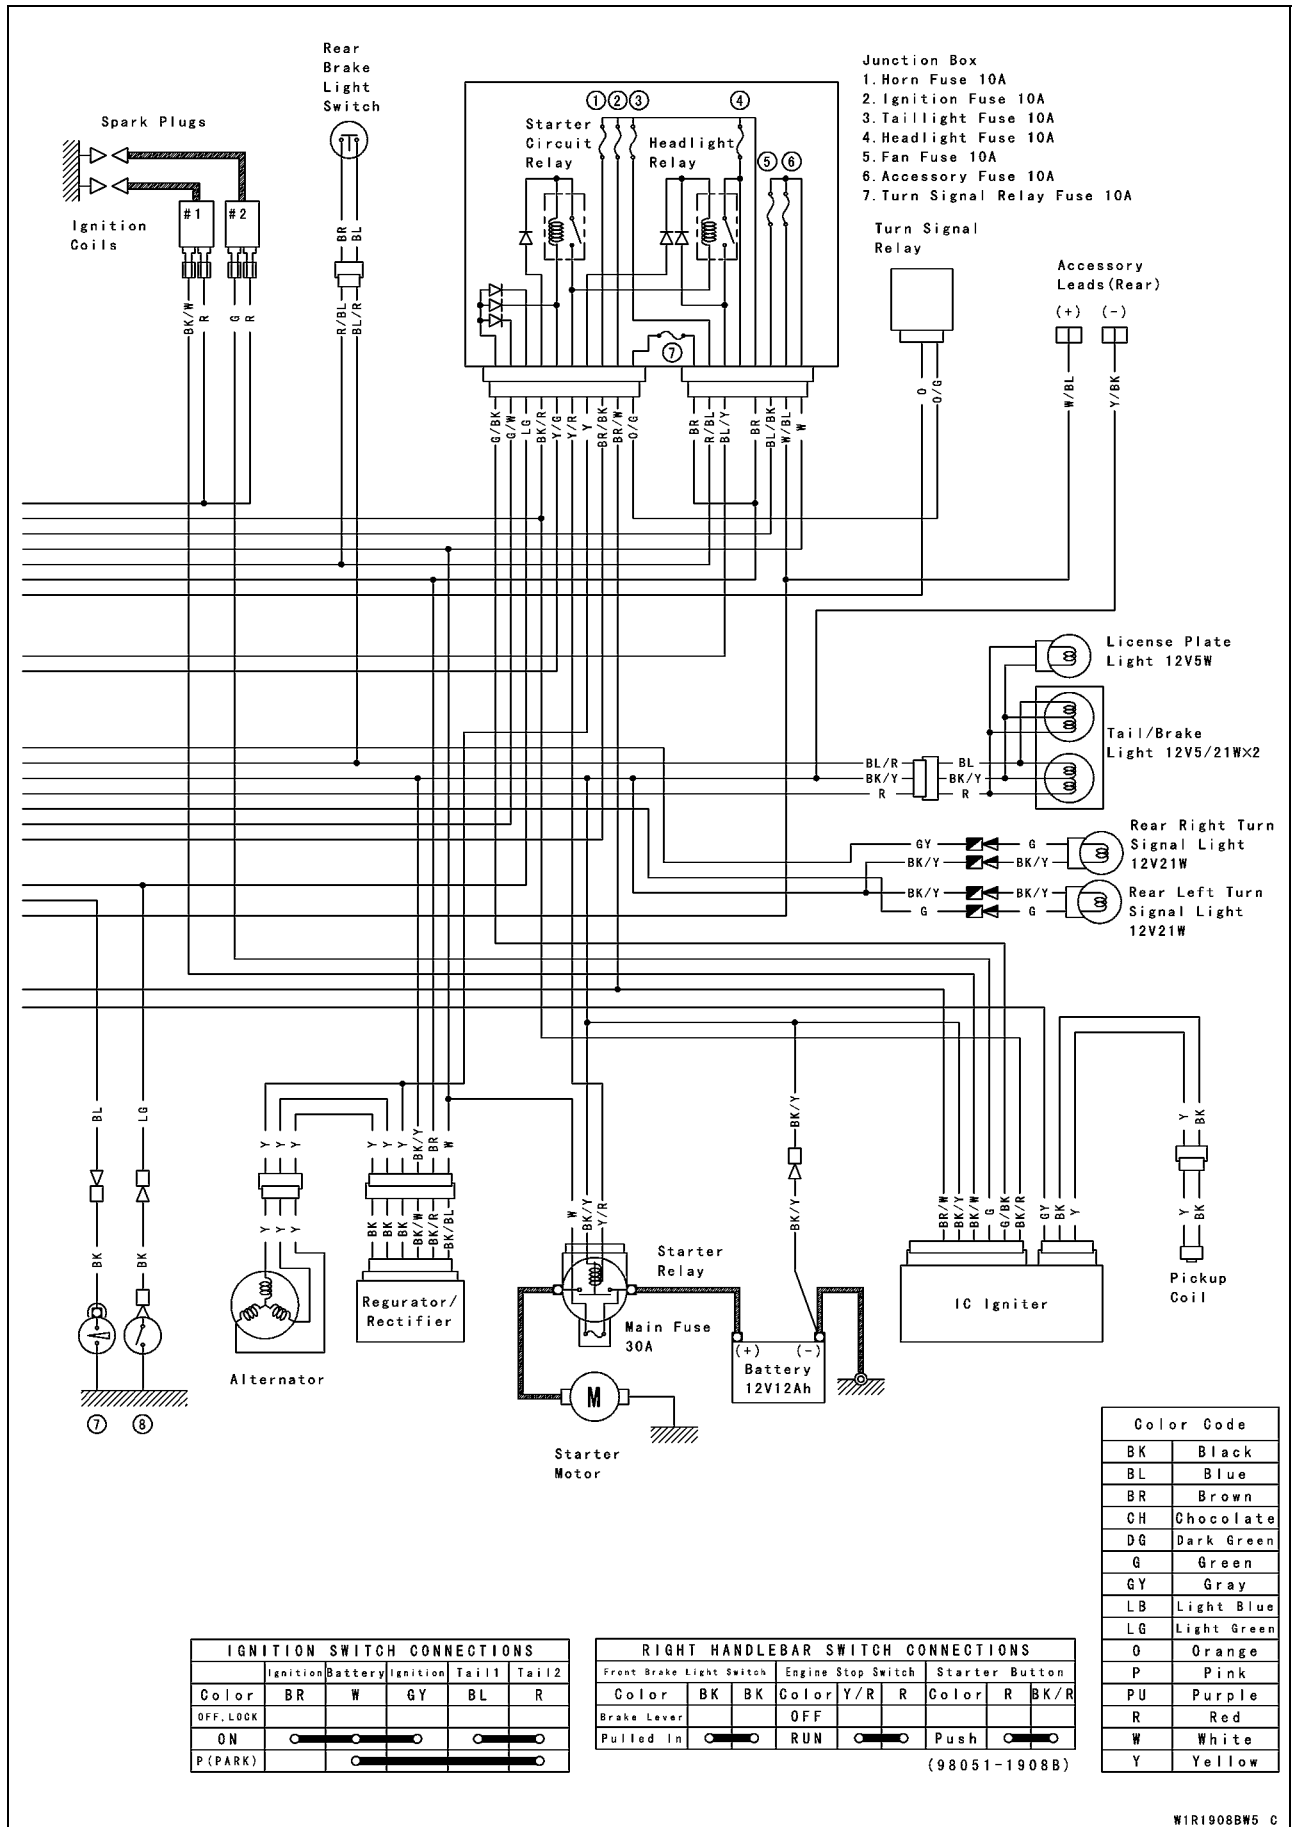 Rear
Brake
Light
Switch
Spark Plugs
Ignition
Coils
#1
#2
Junction Box
1.Horn Fuse 10A
2.Ignition Fuse 10A
3.Taillight Fuse 10A
4.Headlight Fuse 10A
5.Fan Fuse 10A
6.Accessory Fuse 10A
7.Turn Signal Relay Fuse 10A
1 2 3 4
Starter
Circuit
Relay
Headlight
Relay
5 6
7
Turn Signal
Relay
Accessory
Leads(Rear)
(+) (-)
BR BL
BK/W R G R
R/BL BL/R
O O/G
W/BL Y/BK
G/BK G/W LG BK/R Y/G Y/R Y BR/BK BR/W O/G
BR R/BL BL/Y BR BL/BK W/BL W
License Plate
Light 12V5W
Tail/Brake
Light 12V5/21WX2
BL/R BL
BK/Y BK/Y
R R
Rear Right Turn
Signal Light
12V21W
GY G
BK/Y BK/Y
Rear Left Turn
Signal Light
12V21W
BK/Y BK/Y
G G
BL LG
BK BK
7 8
Y Y Y
Y Y Y
Alternator
Y Y Y BK/Y BR W
BK BK BK BK/W BK/R BK/BL
Regurator/
Rectifier
W BK/Y Y/R
Starter
Relay
Main Fuse
30A
M
Starter
Motor
BK/Y
BK/Y
(+) (-)
Battery
12V12Ah
BR/W BK/Y BK/W G G/BK BK/R GY BK Y
IC Igniter
Y BK
Y BK
Pickup
Coil
Color Code
BK Black
BL Blue
BR Brown
CH Chocolate
DG Dark Green
G Green
GY Gray
LB Light Blue
LG Light Green
O Orange
P Pink
PU Purple
R Red
W White
Y Yellow
IGNITION SWITCH CONNECTIONS
Ignition Battery Ignition Tail1 Tail2
Color BR W GY BL R
OFF,LOCK
ON
P(PARK)
RIGHT HANDLEBAR SWITCH CONNECTIONS
Front Brake Light Switch Engine Stop Switch Starter Button
Color BK BK Color Y/R R Color R BK/R
Brake Lever OFF
Pulled In RUN Push
(98051-1908B)
W1R1908BW5 C